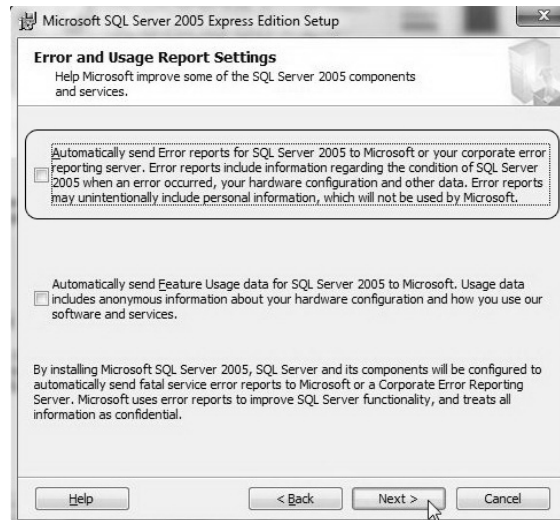 Microsoft SQL Server 2005 Express Edition Setup
Error and Usage Report Settings
Help Microsoft improve some of the SQL Server 2005 components
and services.
Automatically send Error reports for SQL Server 2005 to Microsoft or your corporate error
reporting server. Error reports include information regarding the condition of SQL Server
2005 when an error occurred, your hardware configuration and other data. Error reports
may unintentionally include personal information, which will not be used by Microsoft.
Automatically send Feature Usage data for SQL Server 2005 to Microsoft. Usage data
includes anonymous information about your hardware configuration and how you use our
software and services.
By installing Microsoft SQL Server 2005, SQL Server and its components will be configured to
automatically send fatal service error reports to Microsoft or a Corporate Error Reporting
Server. Microsoft uses error reports to improve SQL Server functionality, and treats all
information as confidential.
Help
< Back
Next >
Cancel